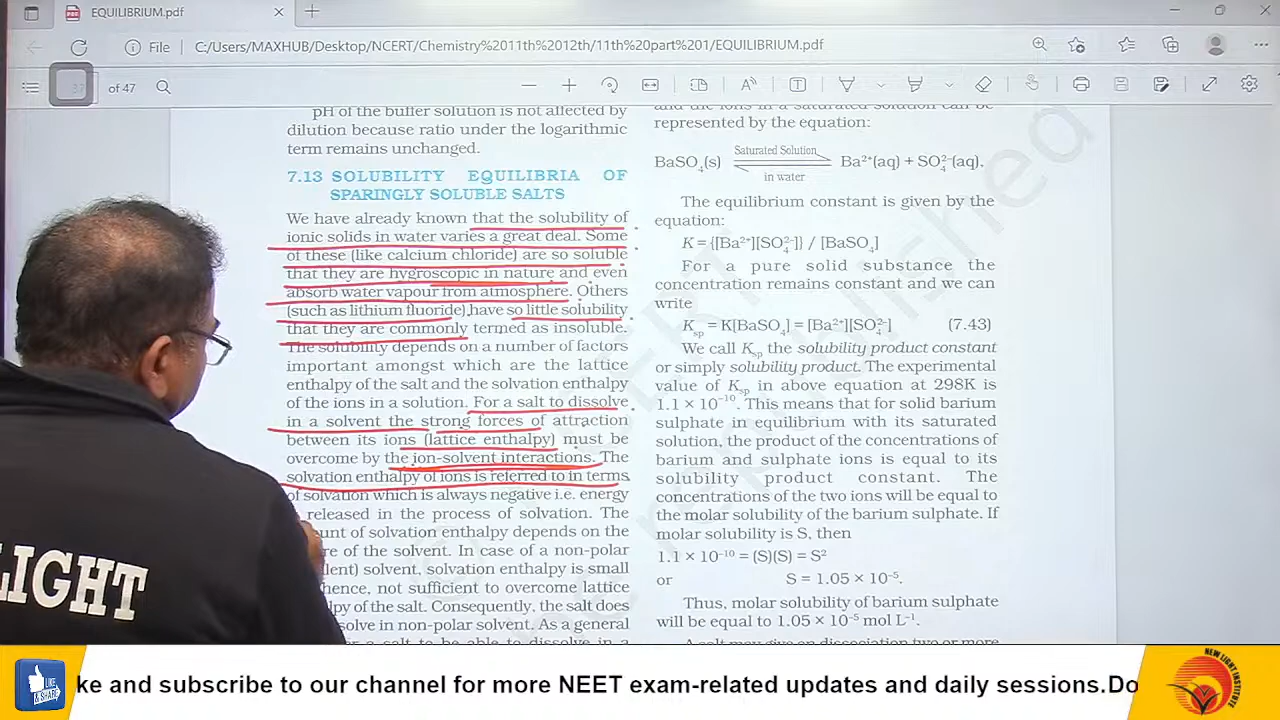 EQUILIBRIUM.pdf
File
C:/Users/MAXHUB/Desktop/NCERT/Chemistry%2011th%2012th/11th%20part%201/EQUILIBRIUM.pdf
37
of 47
pH of the buffer solution is not affected by
dilution because ratio under the logarithmic
term remains unchanged.
7.13 SOLUBILITY EQUILIBRIA OF
SPARINGLY SOLUBLE SALTS
We have already known that the solubility of
ionic solids in water varies a great deal. Some
of these (like calcium chloride) are so soluble
that they are hygroscopic in nature and even
absorb water vapour from atmosphere. Others
(such as lithium fluoride) have so little solubility
that they are commonly termed as insoluble.
The solubility depends on a number of factors
important amongst which are the lattice
enthalpy of the salt and the solvation enthalpy
of the ions in a solution. For a salt to dissolve
in a solvent the strong forces of attraction
between its ions (lattice enthalpy) must be
overcome by the ion-solvent interactions. The
solvation enthalpy of ions is referred to in terms
of solvation which is always negative i.e. energy
released in the process of solvation. The
of solvation enthalpy depends on the
of the solvent. In case of a non-polar
solvent, solvation enthalpy is small
hence, not sufficient to overcome lattice
of the salt. Consequently, the salt does
in non-polar solvent. As a general
a salt to be able to dissolve in a
and the ions in a saturated solution can be
represented by the equation:
BaSO₄(s) Saturated Solution in water Ba²⁺(aq) + SO₄²⁻(aq),
The equilibrium constant is given by the
equation:
K = {[Ba²⁺][SO₄²⁻]} / [BaSO₄]
For a pure solid substance the
concentration remains constant and we can
write
Ksp = K[BaSO₄] = [Ba²⁺][SO₄²⁻] (7.43)
We call Ksp the solubility product constant
or simply solubility product. The experimental
value of Ksp in above equation at 298K is
1.1 × 10⁻¹⁰. This means that for solid barium
sulphate in equilibrium with its saturated
solution, the product of the concentrations of
barium and sulphate ions is equal to its
solubility product constant. The
concentrations of the two ions will be equal to
the molar solubility of the barium sulphate. If
molar solubility is S, then
1.1 × 10⁻¹⁰ = (S)(S) = S²
or S = 1.05 × 10⁻⁵.
Thus, molar solubility of barium sulphate
will be equal to 1.05 × 10⁻⁵ mol L⁻¹.
A salt may give on dissociation two or more
LIGHT
LIKE
& SHARE
ke and subscribe to our channel for more NEET exam-related updates and daily sessions.Do
NEW LIGHT INSTITUTE